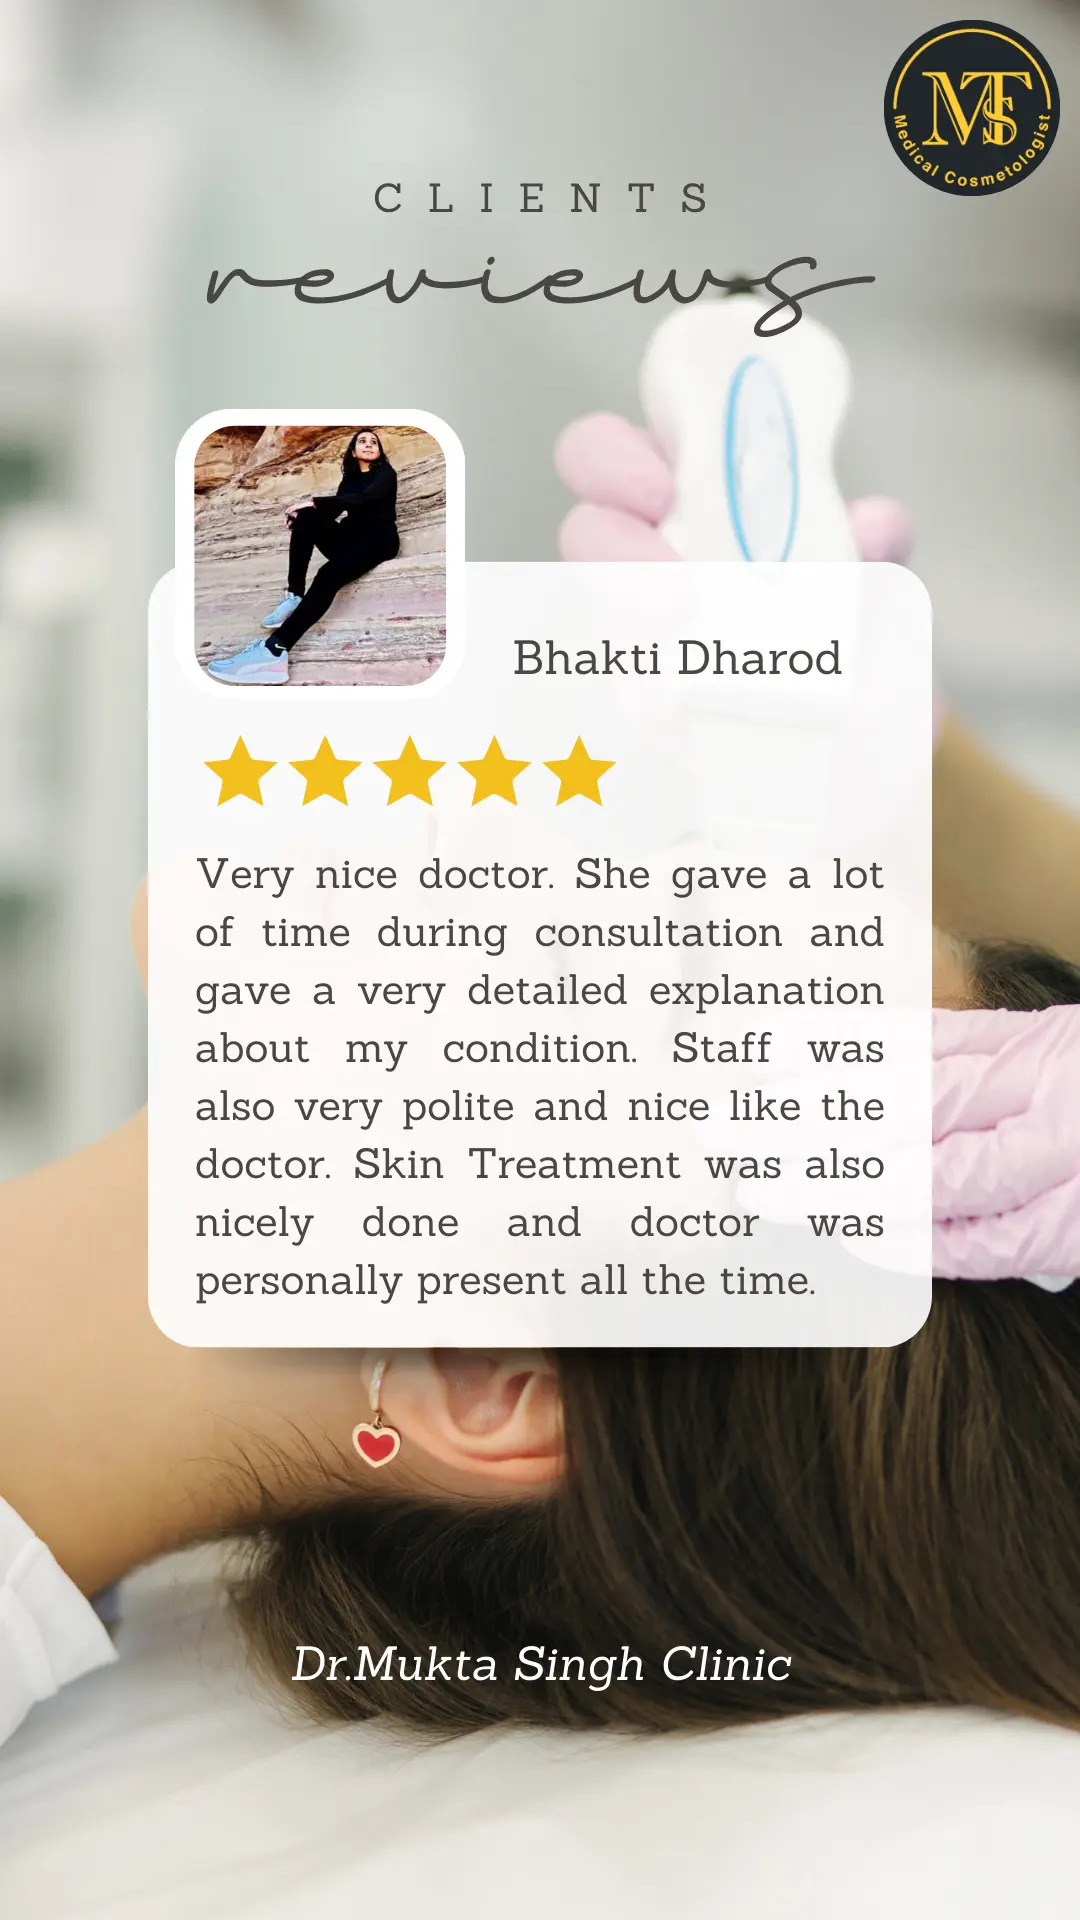 MTS
Medical Cosmetologist
CLIENTS
reviews
Bhakti Dharod
Very nice doctor. She gave a lot
of time during consultation and
gave a very detailed explanation
about my condition. Staff was
also very polite and nice like the
doctor. Skin Treatment was also
nicely done and doctor was
personally present all the time.
Dr.Mukta Singh Clinic